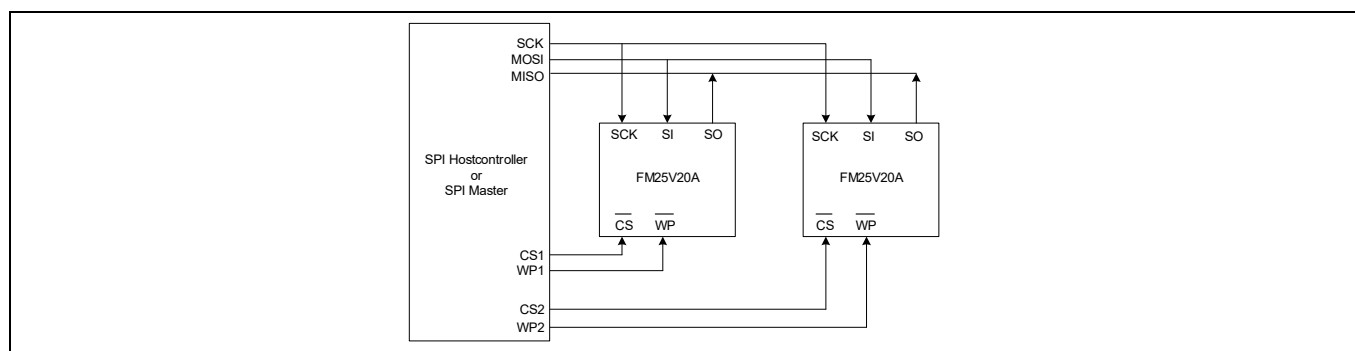 SCK
MOSI
MISO
SCK SI SO
SCK SI SO
SPI Hostcontroller
or
SPI Master
FM25V20A
FM25V20A
CS WP
CS WP
CS1
WP1
CS2
WP2